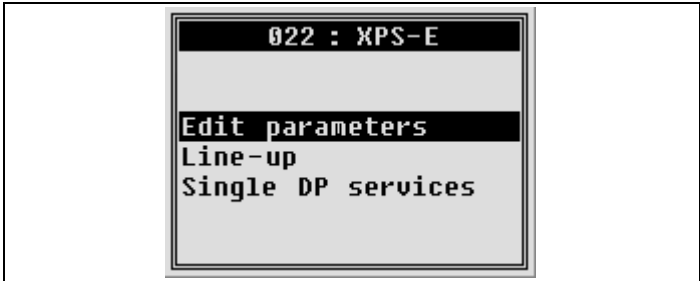 022 : XPS-E
Edit parameters
Line-up
Single DP services